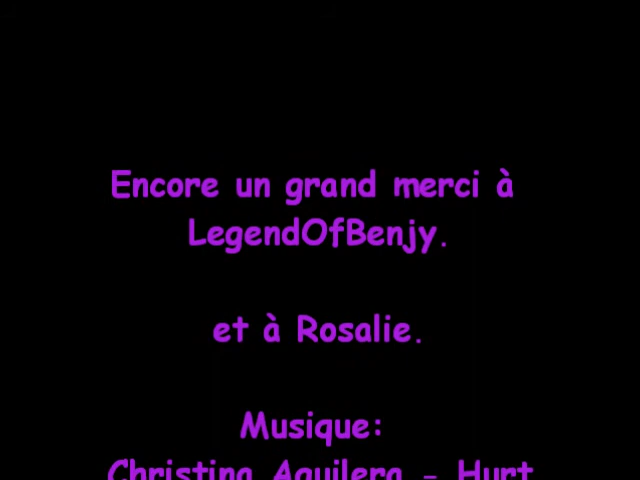 Encore un grand merci à
LegendOfBenjy.
et à Rosalie.
Musique:
Christina Aguilera - Hurt